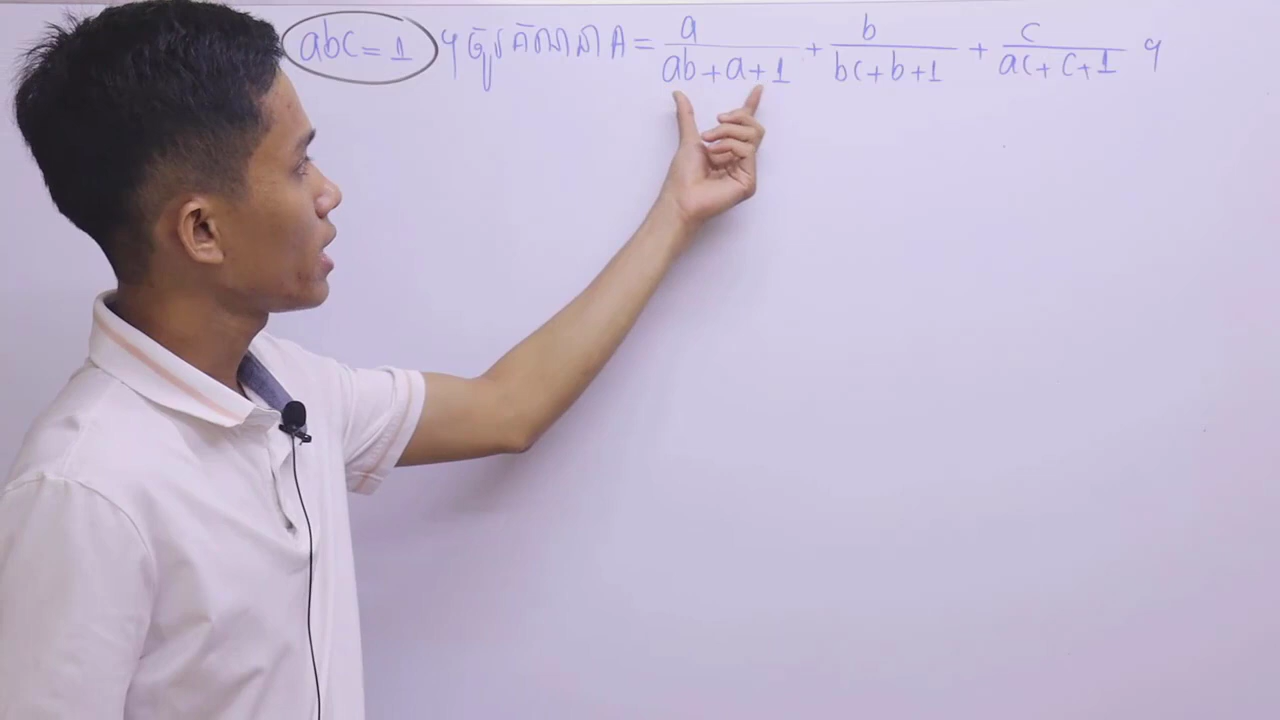 abc = 1 ។ ចូរគណនា A = a/(ab+a+1) + b/(bc+b+1) + c/(ac+c+1) ។